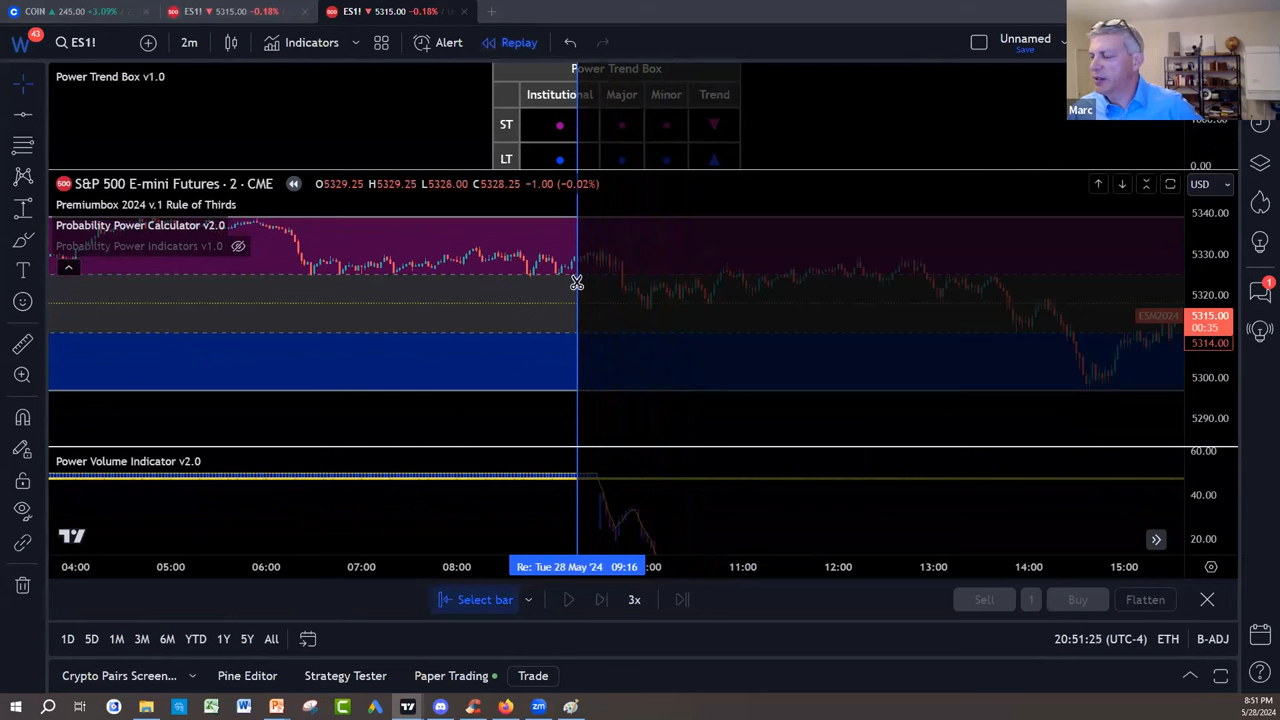 COIN ▲ 245.00 +3.09%
ES1! ▼ 5315.00 −0.18%
ES1! ▼ 5315.00 −0.18% / U
43
ES1!
2m
Indicators
Alert
Replay
Unnamed
Save
Marc
Power Trend Box v1.0
Power Trend Box
Institutional Major Minor Trend
ST
LT
0.00
500 S&P 500 E-mini Futures · 2 · CME
O5329.25 H5329.25 L5328.00 C5328.25 −1.00 (−0.02%)
USD
Premiumbox 2024 v.1 Rule of Thirds
Probability Power Calculator v2.0
Probability Power Indicators v1.0
5340.00
5330.00
5320.00
ESM2024
5315.00
00:35
5314.00
5300.00
5290.00
1
Power Volume Indicator v2.0
60.00
40.00
20.00
04:00 05:00 06:00 07:00 08:00
Re: Tue 28 May '24 09:16
:00 11:00 12:00 13:00 14:00 15:00
Select bar
3x
Sell 1 Buy Flatten
1D 5D 1M 3M 6M YTD 1Y 5Y All
20:51:25 (UTC-4) ETH B-ADJ
Crypto Pairs Screen... Pine Editor Strategy Tester Paper Trading Trade
8:51 PM
5/28/2024